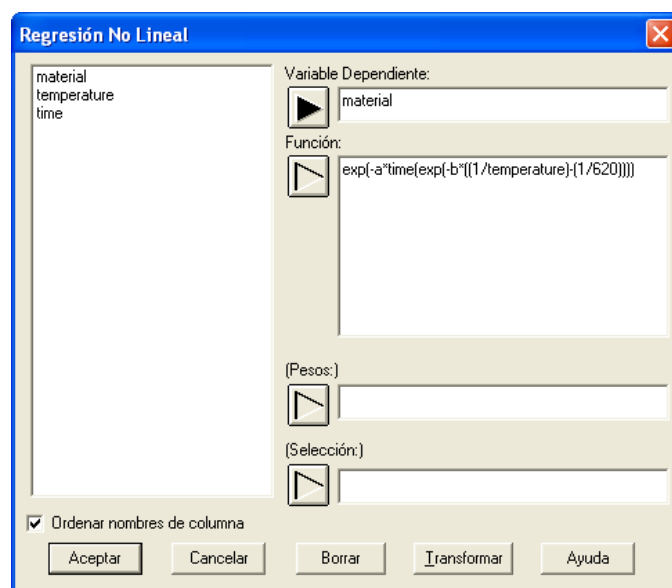 Regresión No Lineal
material
temperature
time
Variable Dependiente:
material
Función:
exp(-a*time(exp(-b*((1/temperature)-(1/620))))
(Pesos:)
(Selección:)
Ordenar nombres de columna
Aceptar
Cancelar
Borrar
Transformar
Ayuda